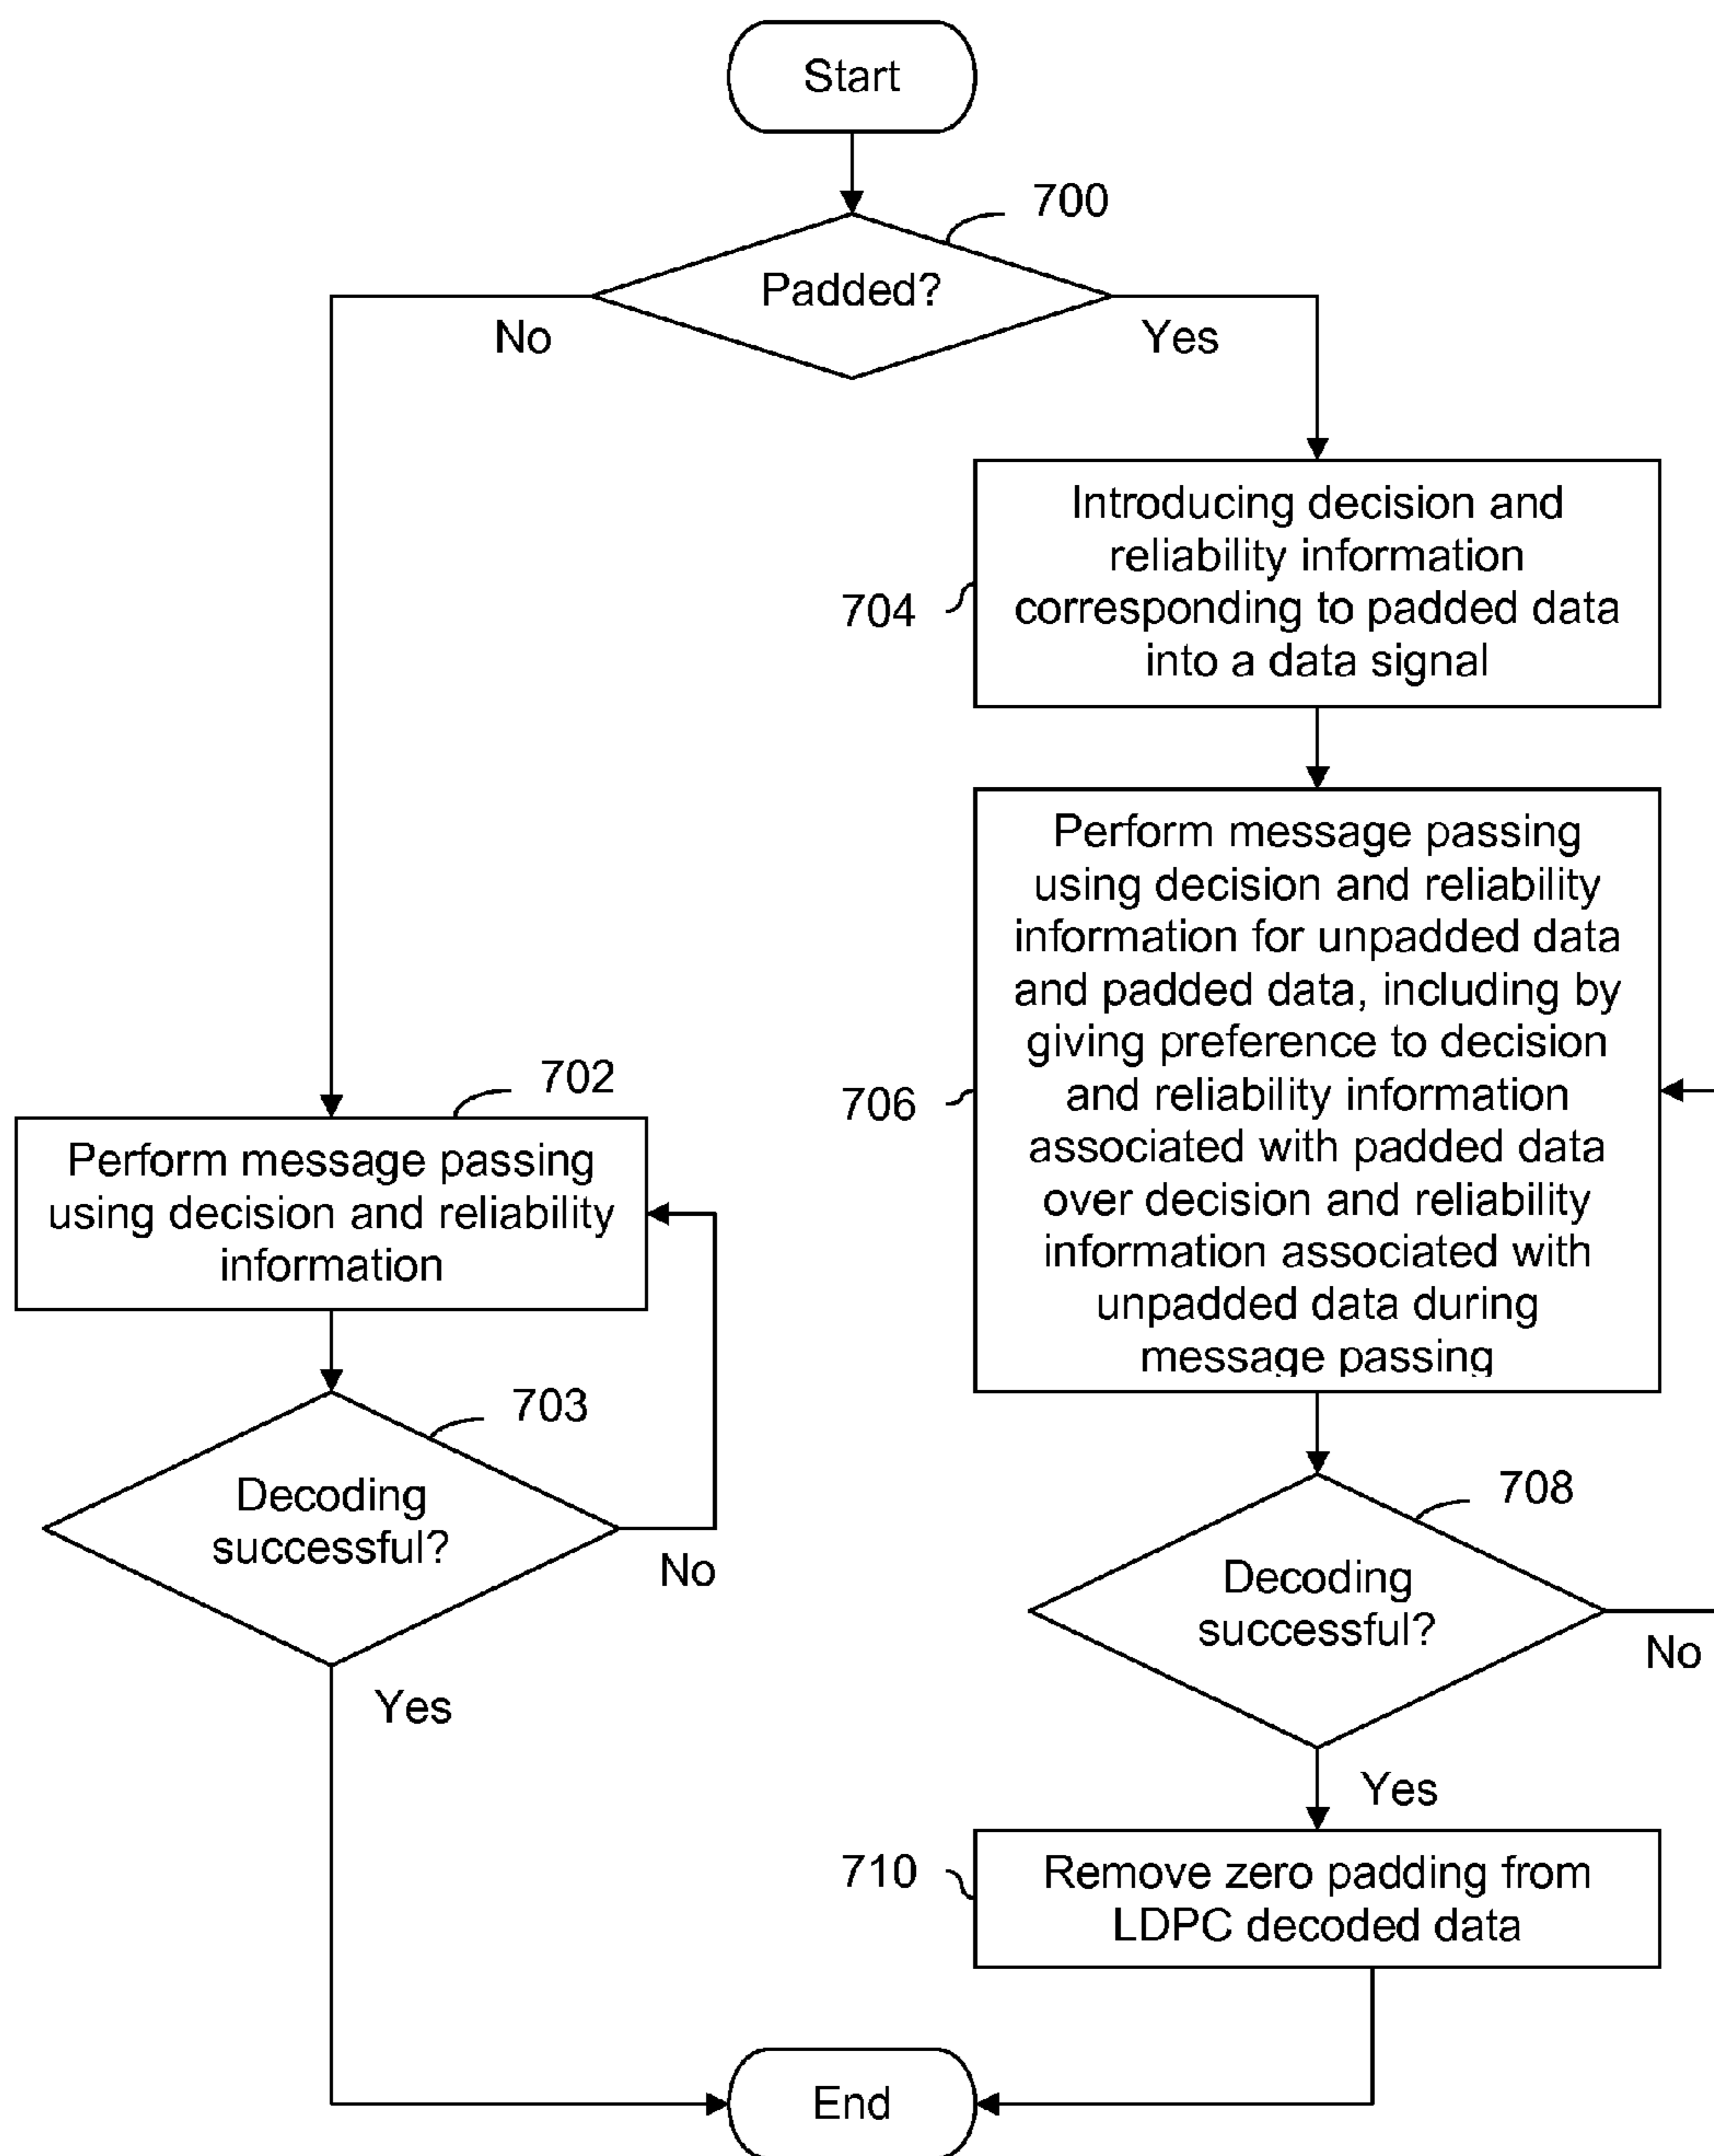 Start
700
Padded?
No
Yes
Introducing decision and
reliability information
corresponding to padded data
into a data signal
704
Perform message passing
using decision and reliability
information for unpadded data
and padded data, including by
giving preference to decision
and reliability information
associated with padded data
over decision and reliability
information associated with
unpadded data during
message passing
706
702
Perform message passing
using decision and reliability
information
703
Decoding
successful?
No
Yes
708
Decoding
successful?
No
Yes
710
Remove zero padding from
LDPC decoded data
End